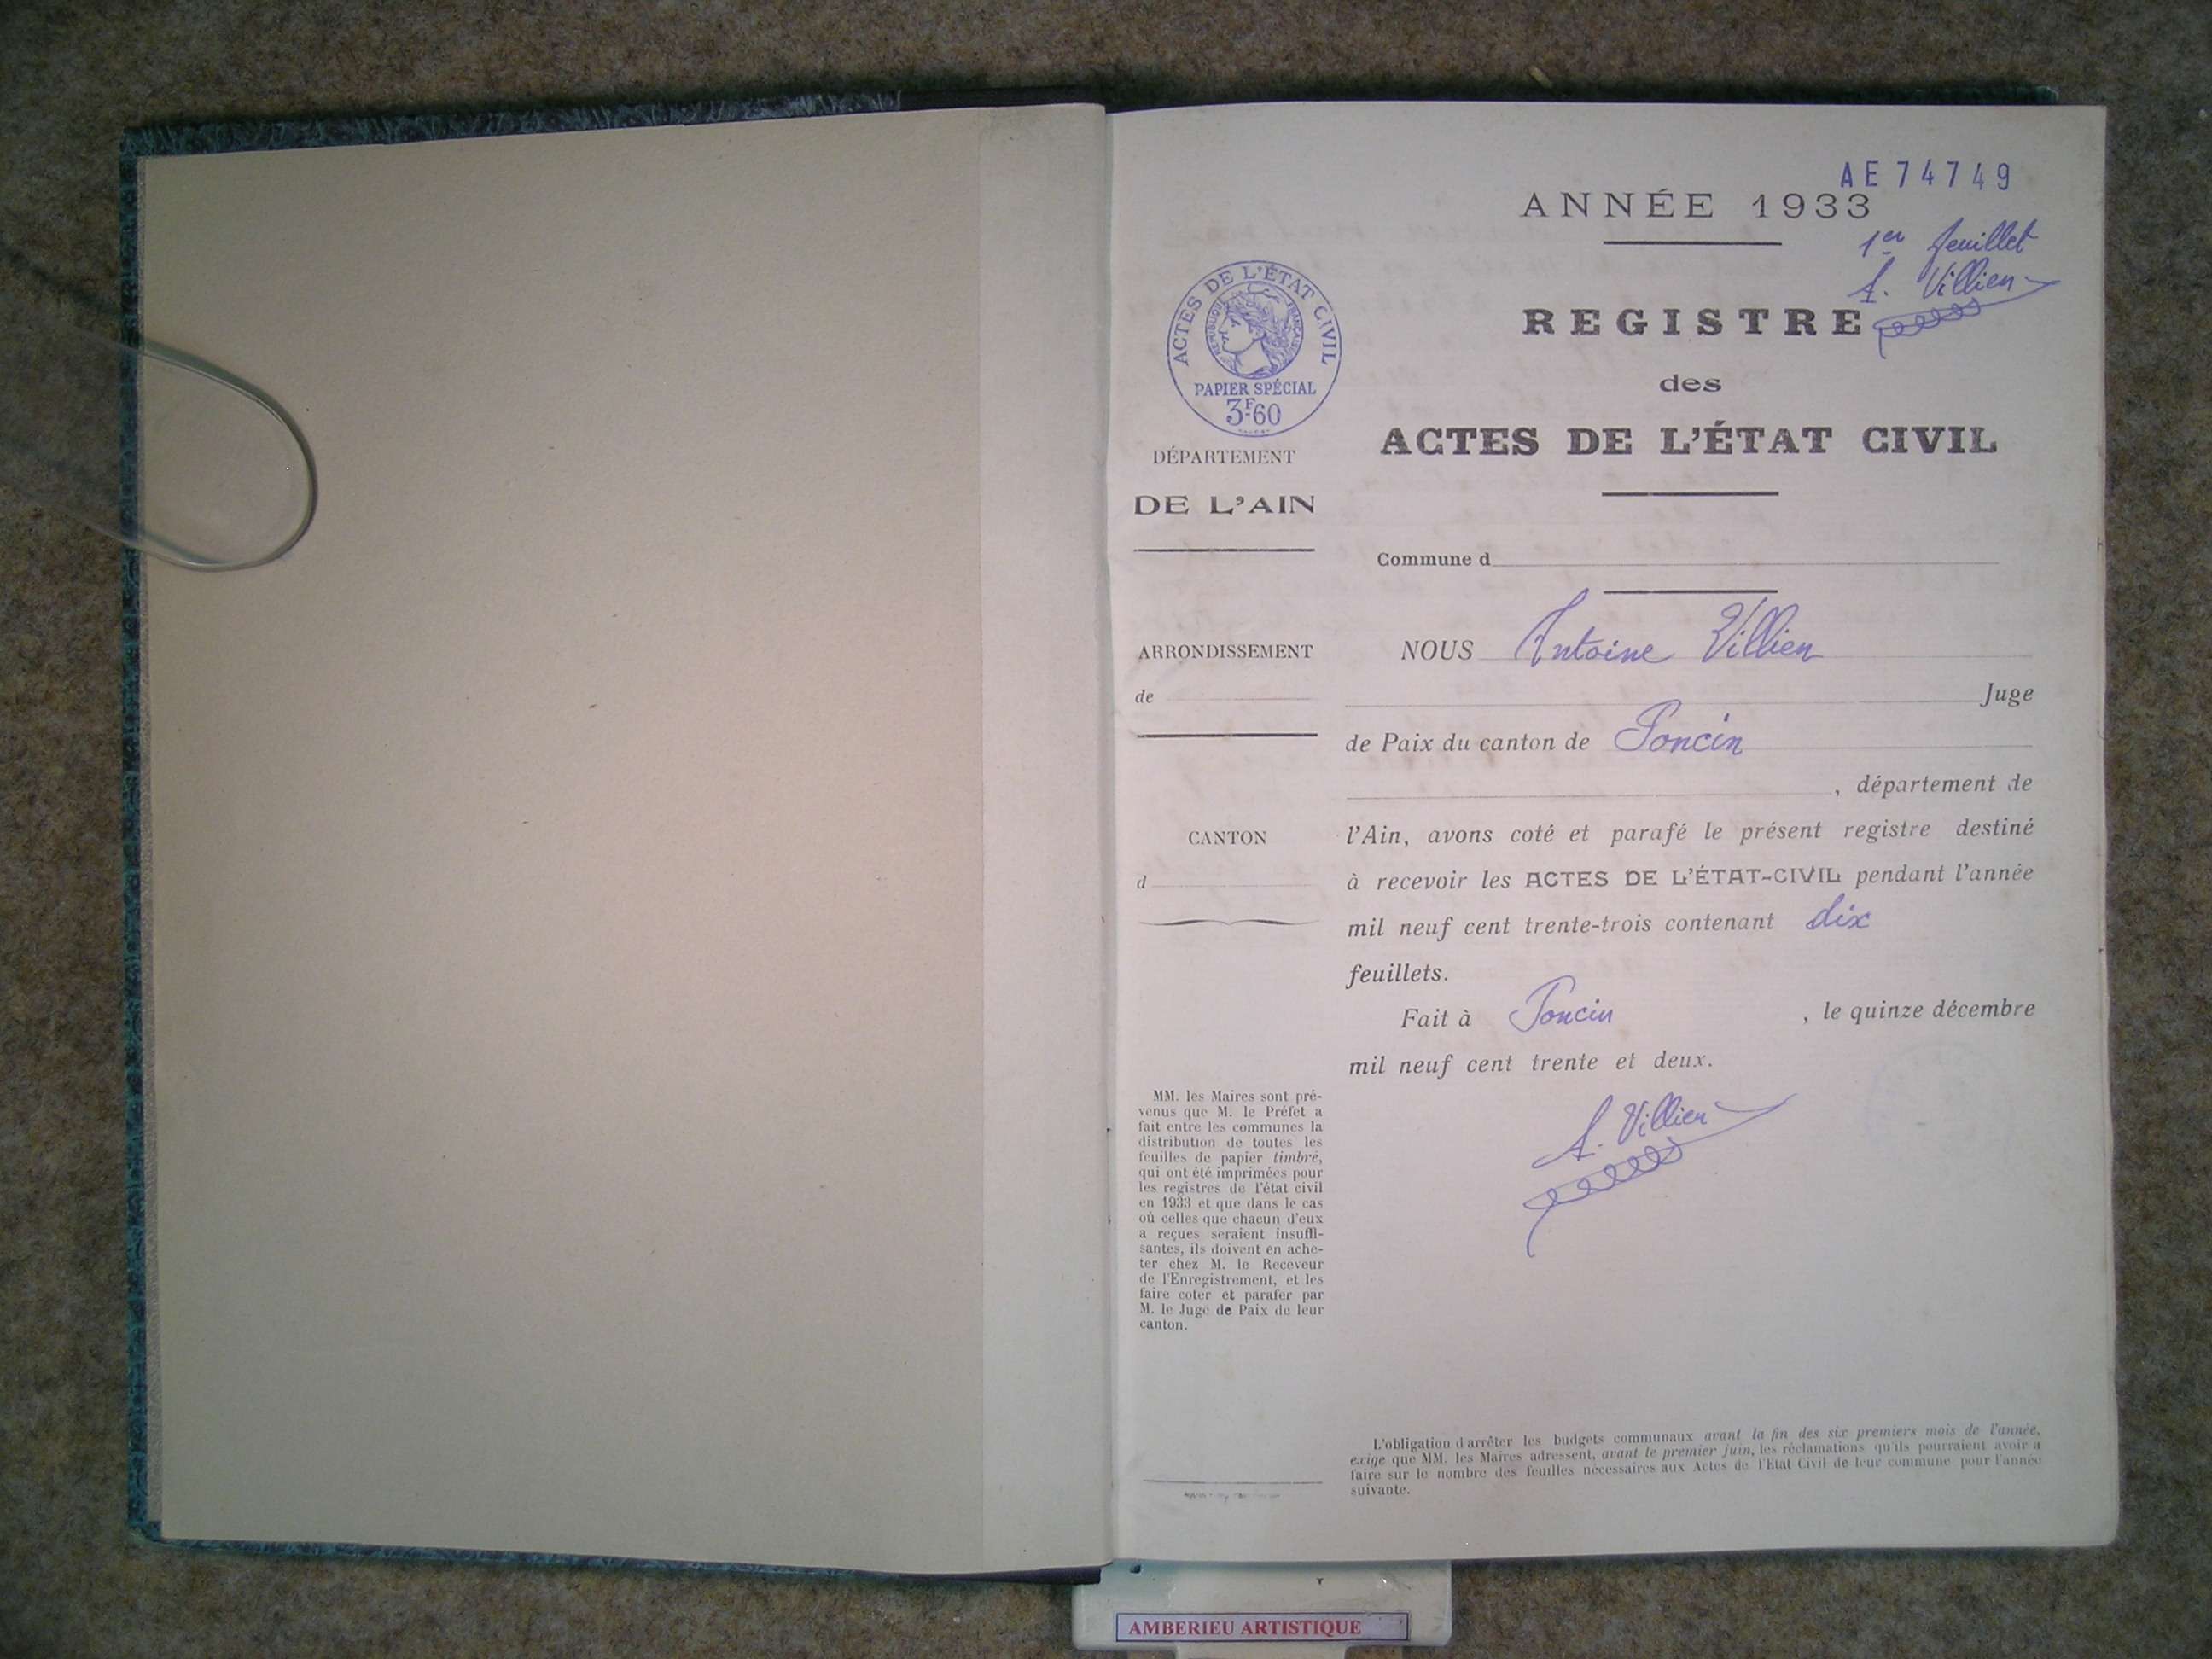 AE 74749
ANNÉE 1933
1er feuillet
A. Villien
ACTES DE L'ÉTAT CIVIL
RÉPUBLIQUE FRANÇAISE
PAPIER SPÉCIAL
3F60
REGISTRE
des
ACTES DE L'ÉTAT CIVIL
DÉPARTEMENT
DE L'AIN
Commune d
ARRONDISSEMENT
de
CANTON
d
NOUS Antoine Villien
Juge
de Paix du canton de Poncin
, département de
l'Ain, avons coté et parafé le présent registre destiné
à recevoir les ACTES DE L'ÉTAT-CIVIL pendant l'année
mil neuf cent trente-trois contenant dix
feuillets.
Fait à Poncin , le quinze décembre
mil neuf cent trente et deux.
A. Villien
MM. les Maires sont pré-
venus que M. le Préfet a
fait entre les communes la
distribution de toutes les
feuilles de papier timbré,
qui ont été imprimées pour
les registres de l'état civil
en 1933 et que dans le cas
où celles que chacun d'eux
a reçues seraient insuffi-
santes, ils doivent en ache-
ter chez M. le Receveur
de l'Enregistrement, et les
faire coter et parafer par
M. le Juge de Paix de leur
canton.
L'obligation d'arrêter les budgets communaux avant la fin des six premiers mois de l'année,
exige que MM. les Maires adressent, avant le premier juin, les réclamations qu'ils pourraient avoir a
faire sur le nombre des feuilles nécessaires aux Actes de l'Etat Civil de leur commune pour l'année
suivante.
AMBERIEU ARTISTIQUE